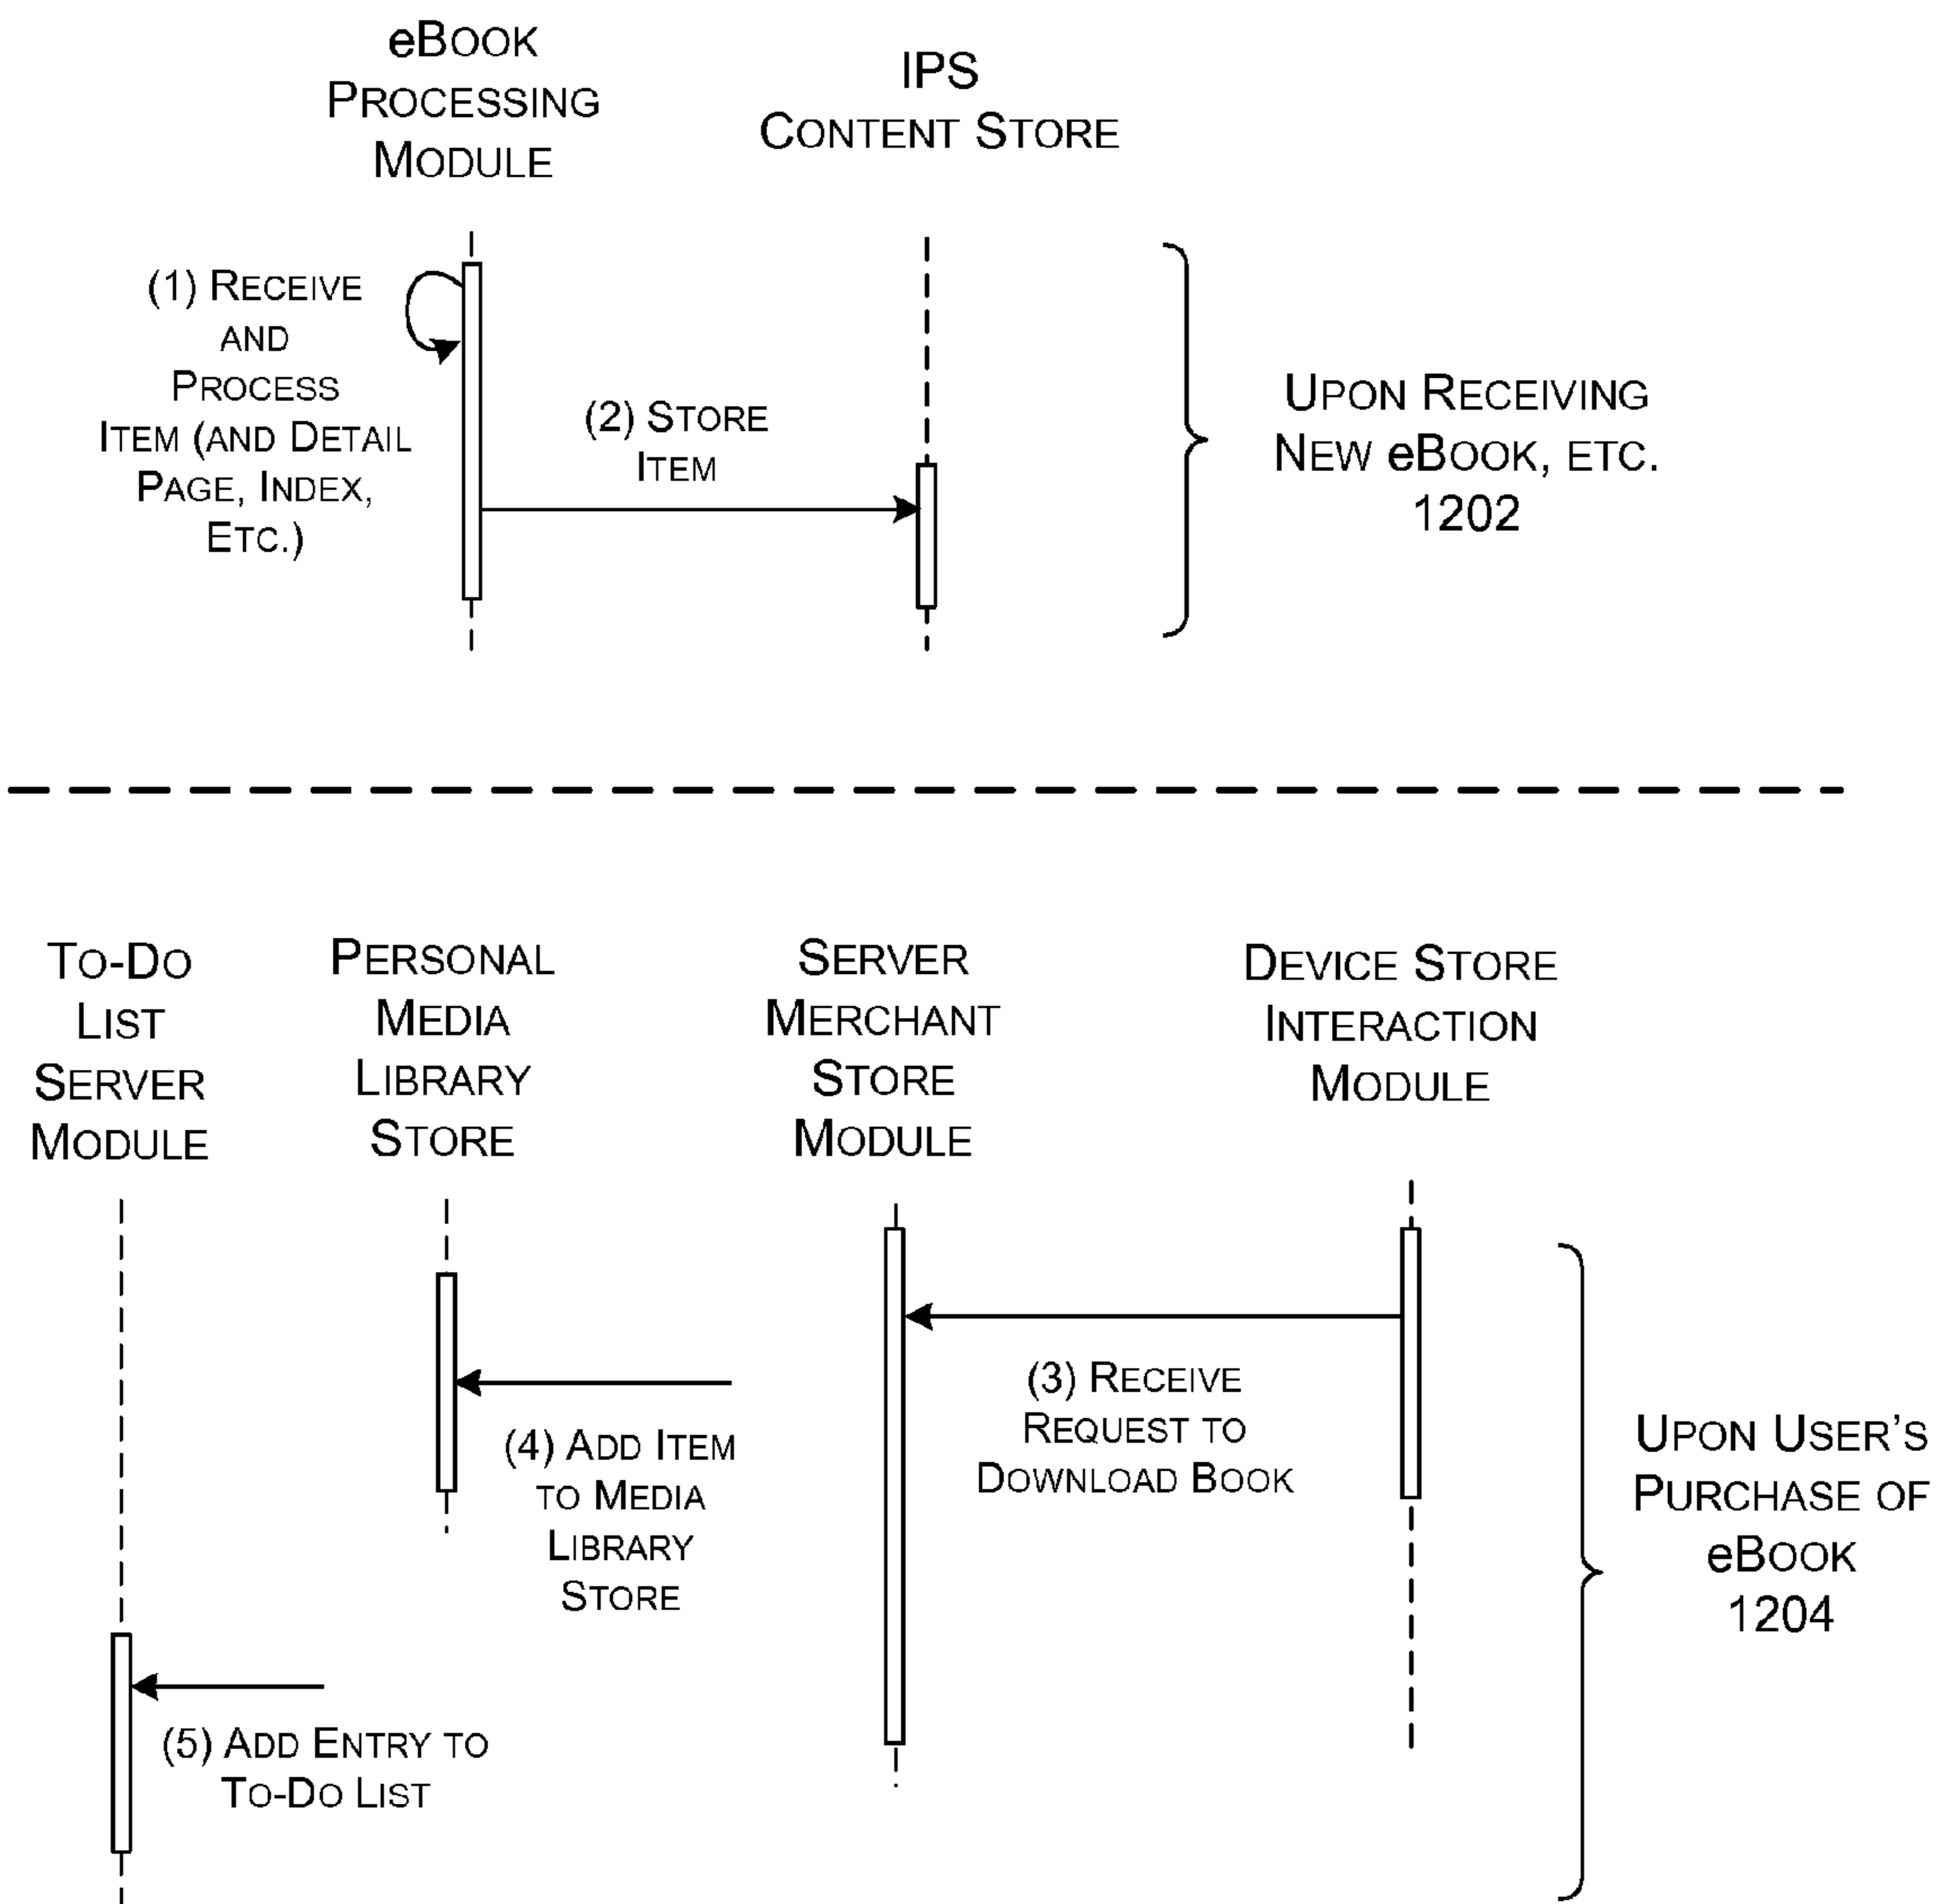 eBook
Processing
Module
IPS
Content Store
(1) Receive
and
Process
Item (and Detail
Page, Index,
Etc.)
(2) Store
Item
Upon Receiving
New eBook, etc.
1202
To-Do
List
Server
Module
Personal
Media
Library
Store
Server
Merchant
Store
Module
Device Store
Interaction
Module
(3) Receive
Request to
Download Book
(4) Add Item
to Media
Library
Store
(5) Add Entry to
To-Do List
Upon User's
Purchase of
eBook
1204